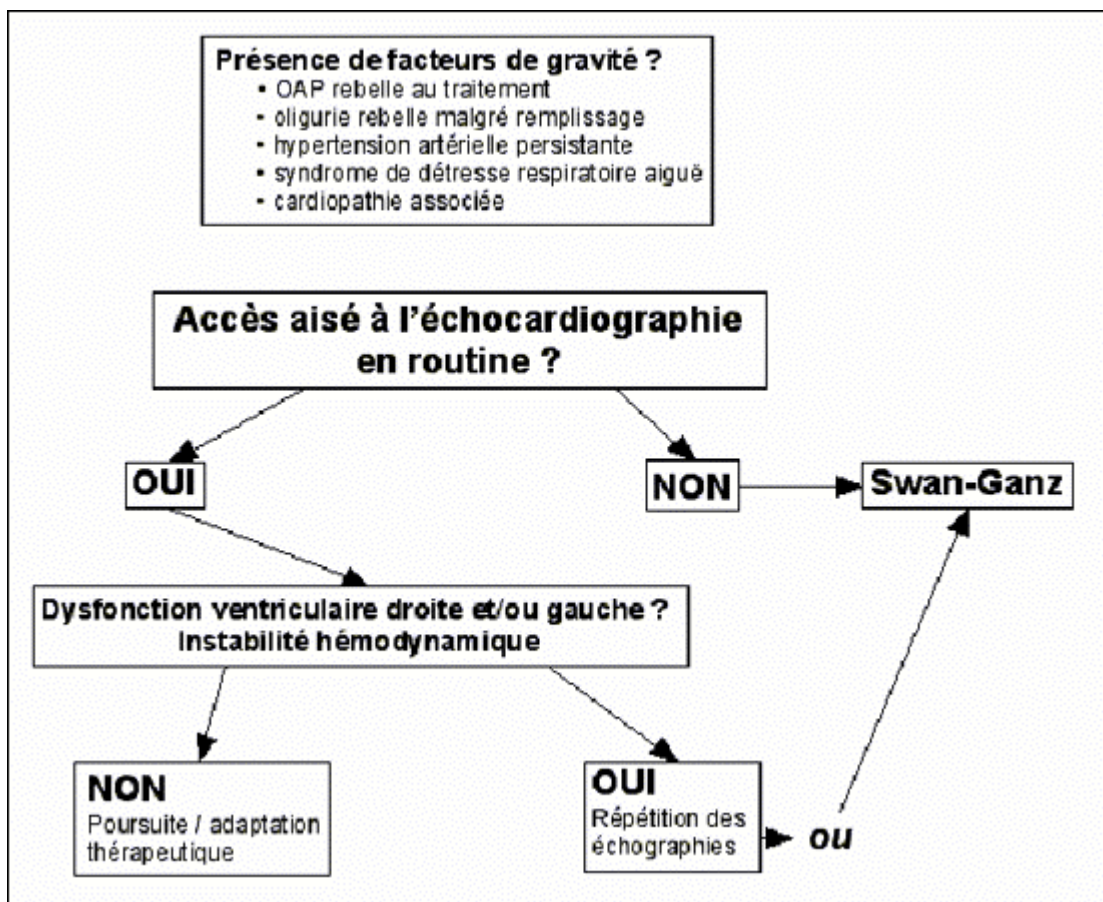 Présence de facteurs de gravité ?
• OAP rebelle au traitement
• oligurie rebelle malgré remplissage
• hypertension artérielle persistante
• syndrome de détresse respiratoire aiguë
• cardiopathie associée
Accès aisé à l'échocardiographie
en routine ?
OUI
NON
Swan-Ganz
Dysfonction ventriculaire droite et/ou gauche ?
Instabilité hémodynamique
NON
Poursuite / adaptation
thérapeutique
OUI
Répétition des
échographies
ou